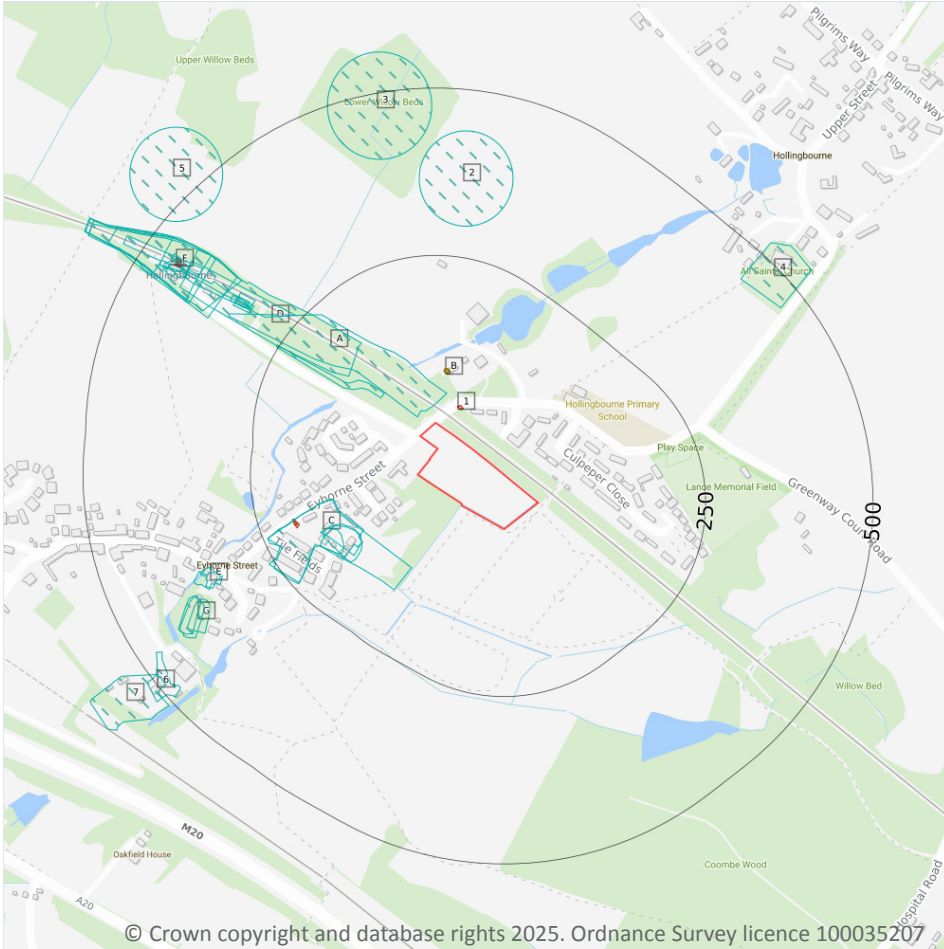 Pilgrims Way
Pilgrims Way
Upper Street
Upper Willow Beds
3
Lower Willow Beds
Hollingbourne
5
2
F
4
All Saints Church
D
A
B
1
Hollingbourne Primary
School
Play Space
Culpeper Close
Lance Memorial Field
Greenway Court Road
Eyhorne Street
250
500
C
The Fields
Eyhorne Street
E
G
6
7
Willow Bed
M20
Oakfield House
A20
Coombe Wood
Hospital Road
© Crown copyright and database rights 2025. Ordnance Survey licence 100035207